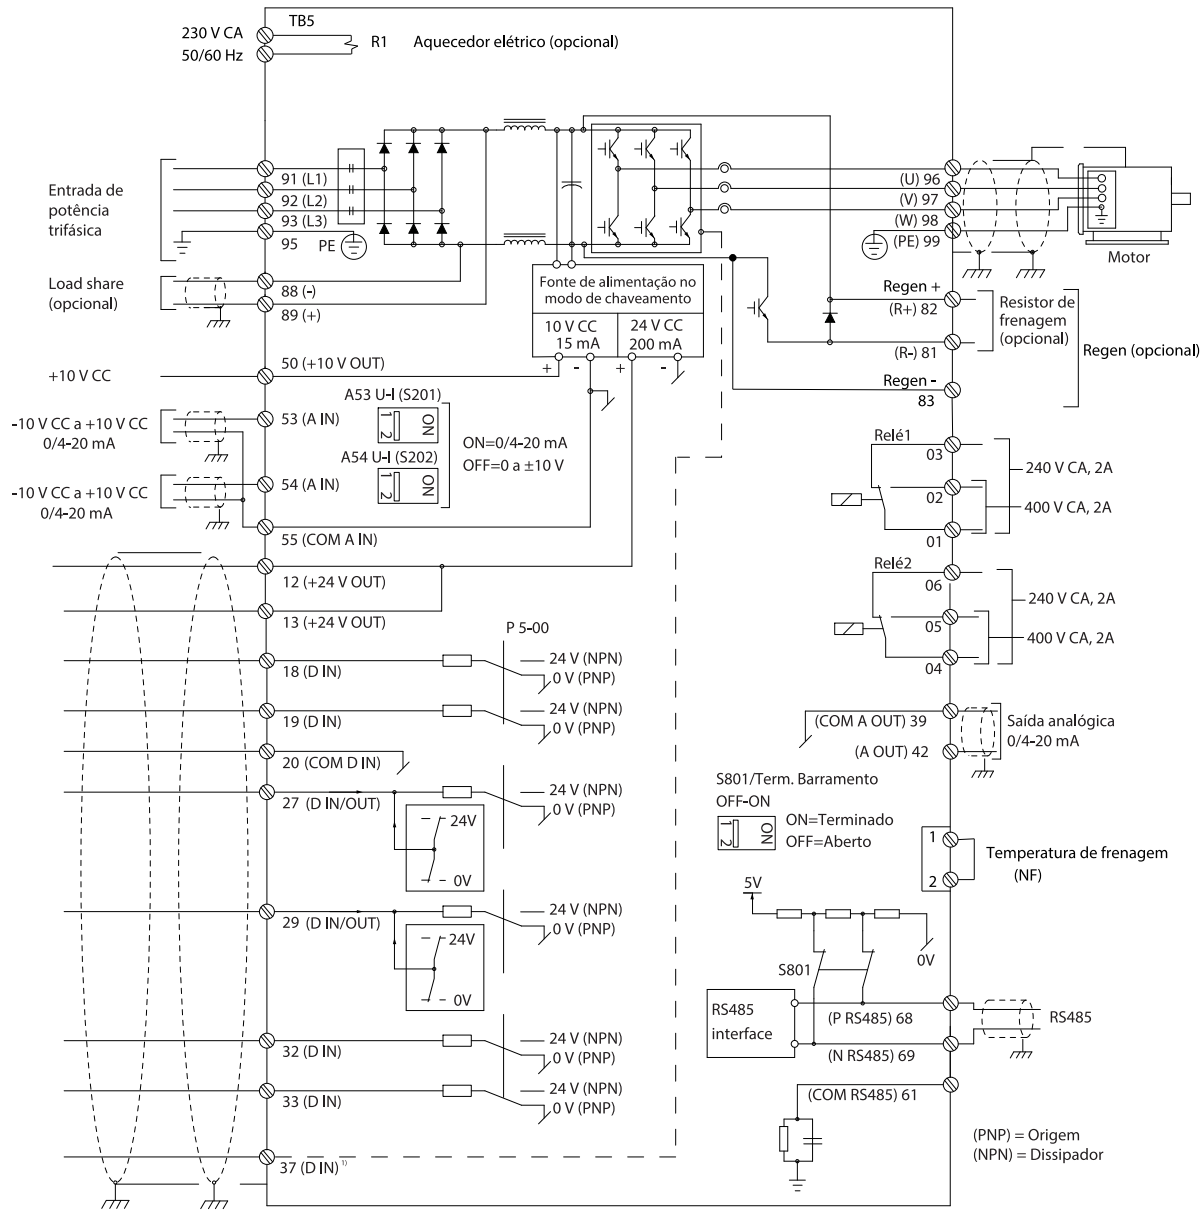 TB5
230 V CA
50/60 Hz
R1
Aquecedor elétrico (opcional)
Entrada de
potência
trifásica
91 (L1)
92 (L2)
93 (L3)
95
PE
Load share
(opcional)
88 (-)
89 (+)
Fonte de alimentação no
modo de chaveamento
10 V CC
15 mA
24 V CC
200 mA
+
-
+
-
(U) 96
(V) 97
(W) 98
(PE) 99
Motor
Regen +
(R+) 82
(R-) 81
Regen -
83
Resistor de
frenagem
(opcional)
Regen (opcional)
+10 V CC
50 (+10 V OUT)
-10 V CC a +10 V CC
0/4-20 mA
53 (A IN)
A53 U-I (S201)
1 2
ON
ON=0/4-20 mA
OFF=0 a ±10 V
A54 U-I (S202)
1 2
ON
-10 V CC a +10 V CC
0/4-20 mA
54 (A IN)
55 (COM A IN)
12 (+24 V OUT)
13 (+24 V OUT)
P 5-00
18 (D IN)
24 V (NPN)
0 V (PNP)
19 (D IN)
24 V (NPN)
0 V (PNP)
20 (COM D IN)
27 (D IN/OUT)
24 V (NPN)
0 V (PNP)
24V
0V
29 (D IN/OUT)
24 V (NPN)
0 V (PNP)
24V
0V
32 (D IN)
24 V (NPN)
0 V (PNP)
33 (D IN)
24 V (NPN)
0 V (PNP)
37 (D IN) 1)
Relé1
03
02
01
240 V CA, 2A
400 V CA, 2A
Relé2
06
05
04
240 V CA, 2A
400 V CA, 2A
(COM A OUT) 39
(A OUT) 42
Saída analógica
0/4-20 mA
S801/Term. Barramento
OFF-ON
1 2
ON
ON=Terminado
OFF=Aberto
1
2
Temperatura de frenagem
(NF)
5V
0V
S801
RS485
interface
(P RS485) 68
(N RS485) 69
RS485
(COM RS485) 61
(PNP) = Origem
(NPN) = Dissipador